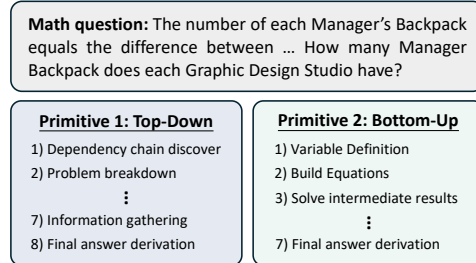 Math question: The number of each Manager's Backpack
equals the difference between ... How many Manager
Backpack does each Graphic Design Studio have?
Primitive 1: Top-Down
1) Dependency chain discover
2) Problem breakdown
⋮
7) Information gathering
8) Final answer derivation
Primitive 2: Bottom-Up
1) Variable Definition
2) Build Equations
3) Solve intermediate results
⋮
7) Final answer derivation